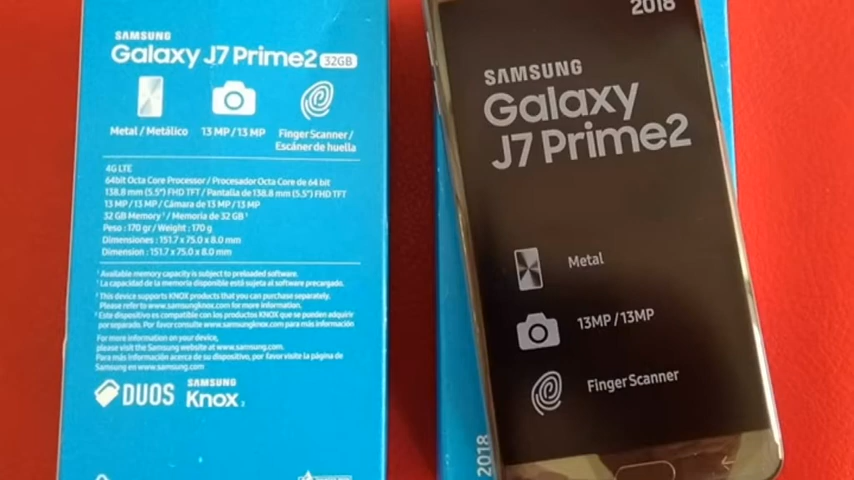 SAMSUNG
Galaxy J7 Prime2 32GB
Metal / Metálico
13 MP / 13 MP
Finger Scanner /
Escáner de huella
4G LTE
64bit Octa Core Processor / Procesador Octa Core de 64 bit
138.8 mm (5.5") FHD TFT / Pantalla de 138.8 mm (5.5") FHD TFT
13 MP / 13 MP / Cámara de 13 MP / 13 MP
32 GB Memory¹ / Memoria de 32 GB¹
Peso : 170 gr / Weight : 170 g
Dimensiones : 151.7 x 75.0 x 8.0 mm
Dimension : 151.7 x 75.0 x 8.0 mm
¹ Available memory capacity is subject to preloaded software.
¹ La capacidad de la memoria disponible está sujeta al software precargado.
² This device supports KNOX products that you can purchase separately.
Please refer to www.samsungknox.com for more information.
² Este dispositivo es compatible con los productos KNOX que se pueden adquirir
por separado. Por favor consulte www.samsungknox.com para más información
For more information on your device,
please visit the Samsung website at www.samsung.com.
Para más información acerca de su dispositivo, por favor visite la página de
Samsung en www.samsung.com
DUOS
SAMSUNG
Knox 2
2018
SAMSUNG
Galaxy
J7 Prime2
Metal
13MP / 13MP
Finger Scanner
2018